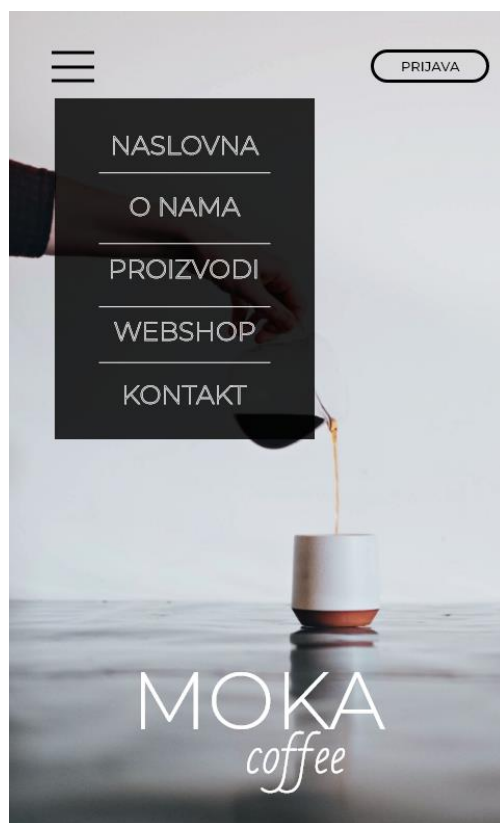 PRIJAVA
NASLOVNA
O NAMA
PROIZVODI
WEBSHOP
KONTAKT
MOKA
coffee